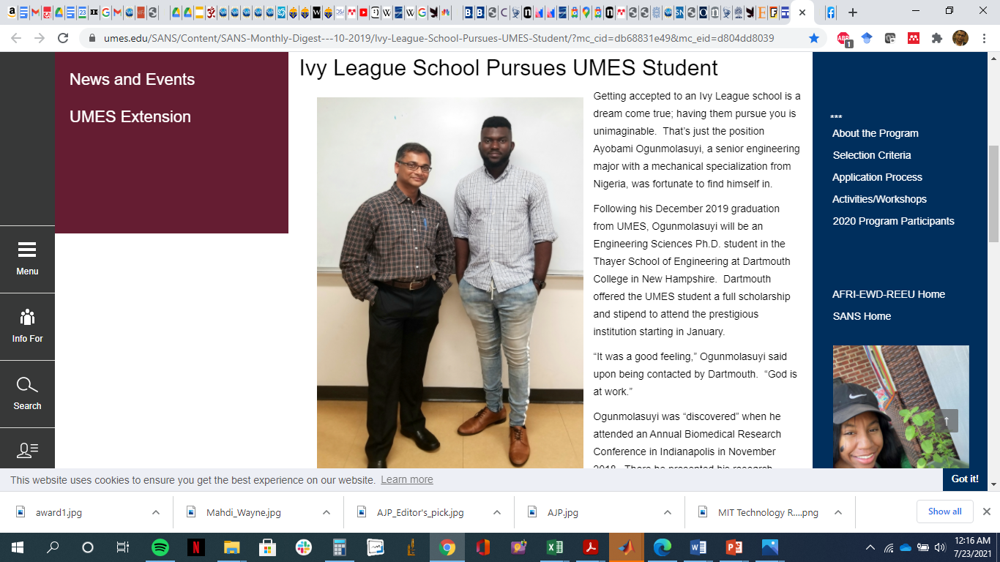 umes.edu/SANS/Content/SANS-Monthly-Digest---10-2019/Ivy-League-School-Pursues-UMES-Student/?mc_cid=db68831e49&mc_eid=d804dd8039
News and Events
UMES Extension
Menu
Info For
Search
Ivy League School Pursues UMES Student
Getting accepted to an Ivy League school is a
dream come true; having them pursue you is
unimaginable.  That's just the position
Ayobami Ogunmolasuyi, a senior engineering
major with a mechanical specialization from
Nigeria, was fortunate to find himself in.
Following his December 2019 graduation
from UMES, Ogunmolasuyi will be an
Engineering Sciences Ph.D. student in the
Thayer School of Engineering at Dartmouth
College in New Hampshire.  Dartmouth
offered the UMES student a full scholarship
and stipend to attend the prestigious
institution starting in January.
“It was a good feeling,” Ogunmolasuyi said
upon being contacted by Dartmouth.  “God is
at work.”
Ogunmolasuyi was “discovered” when he
attended an Annual Biomedical Research
Conference in Indianapolis in November
2018.  There he presented his research
***
About the Program
Selection Criteria
Application Process
Activities/Workshops
2020 Program Participants
AFRI-EWD-REEU Home
SANS Home
↑
This website uses cookies to ensure you get the best experience on our website. Learn more
Got it!
award1.jpg
Mahdi_Wayne.jpg
AJP_Editor's_pick.jpg
AJP.jpg
MIT Technology R....png
Show all
12:16 AM
7/23/2021